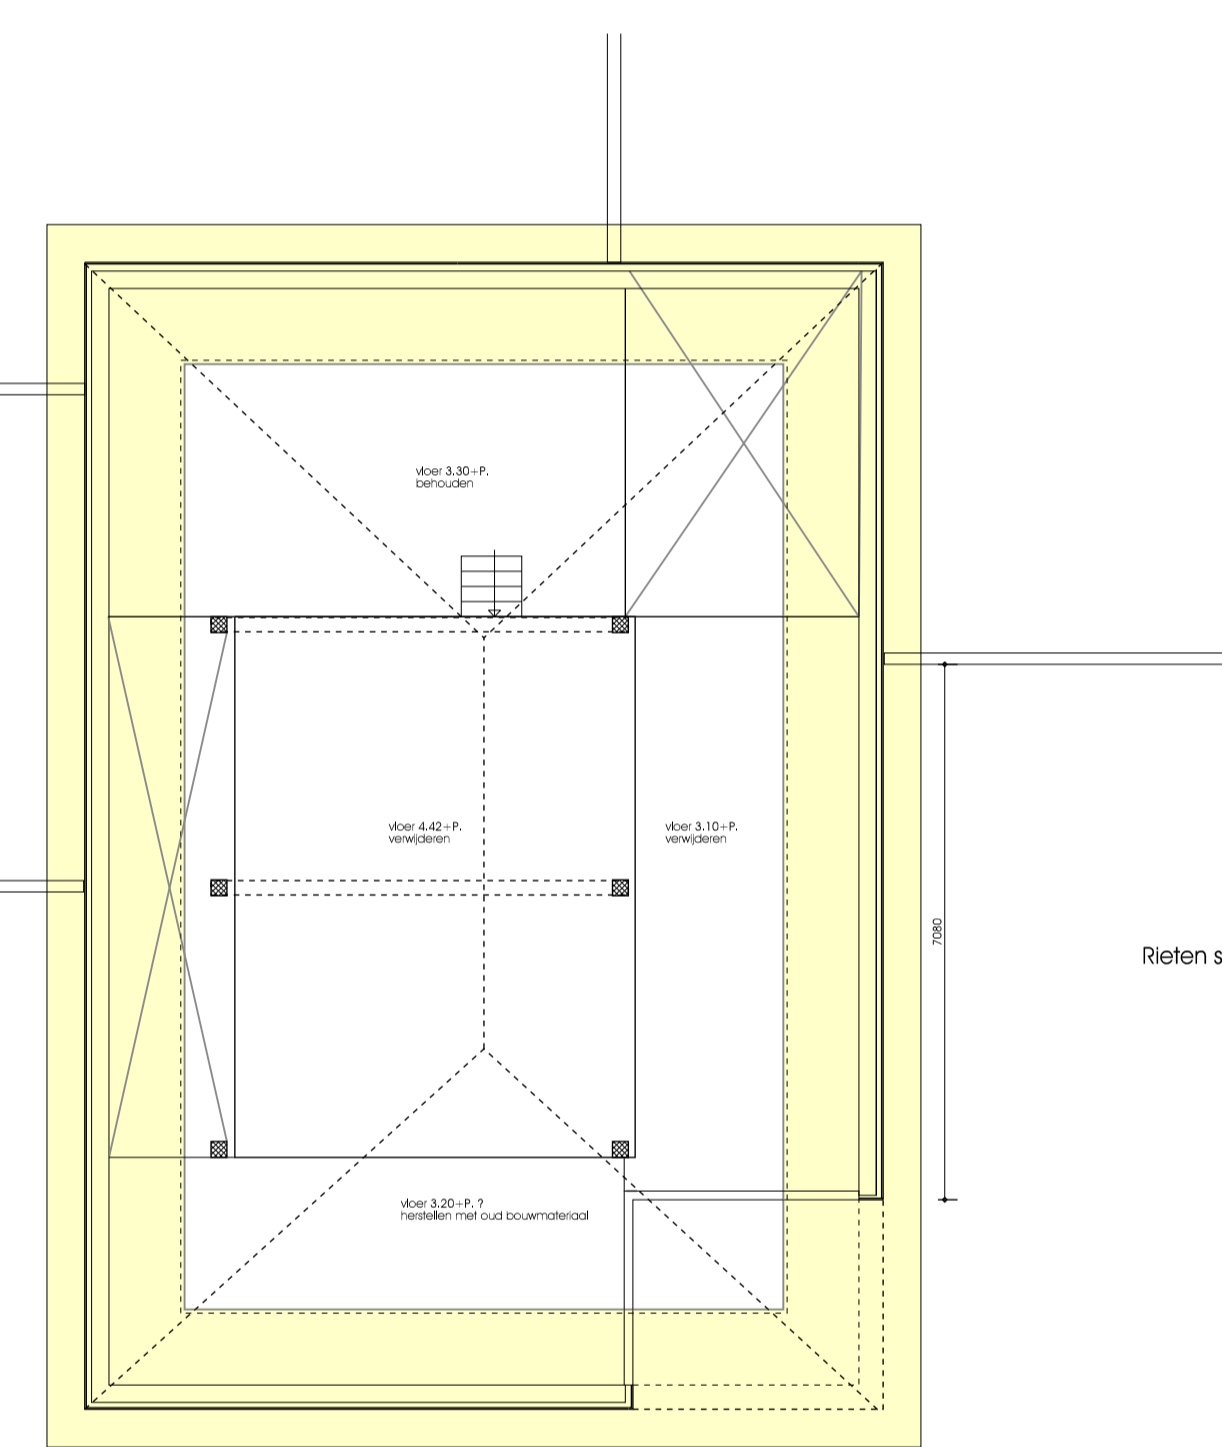 vloer 3.30+P.
behouden
vloer 4.42+P.
verwijderen
vloer 3.10+P.
verwijderen
7080
Rieten s
vloer 3.20+P. ?
herstellen met oud bouwmateriaal